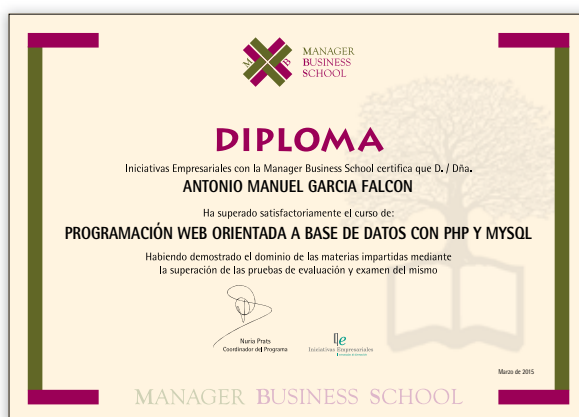 M B
MANAGER
BUSINESS
SCHOOL
DIPLOMA
Iniciativas Empresariales con la Manager Business School certifica que D. / Dña.
ANTONIO MANUEL GARCIA FALCON
Ha superado satisfactoriamente el curso de:
PROGRAMACIÓN WEB ORIENTADA A BASE DE DATOS CON PHP Y MYSQL
Habiendo demostrado el dominio de las materias impartidas mediante
la superación de las pruebas de evaluación y examen del mismo
Nuria Prats
Coordinador del Programa
Ie
Iniciativas Empresariales
Marzo de 2015
MANAGER BUSINESS SCHOOL